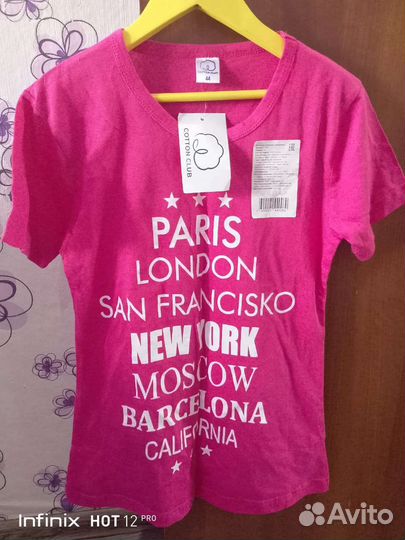 44
COTTON CLUB
PARIS
LONDON
SAN FRANCISKO
NEW YORK
MOSCOW
BARCELONA
CALIFORNIA
Infinix HOT 12 PRO
Avito